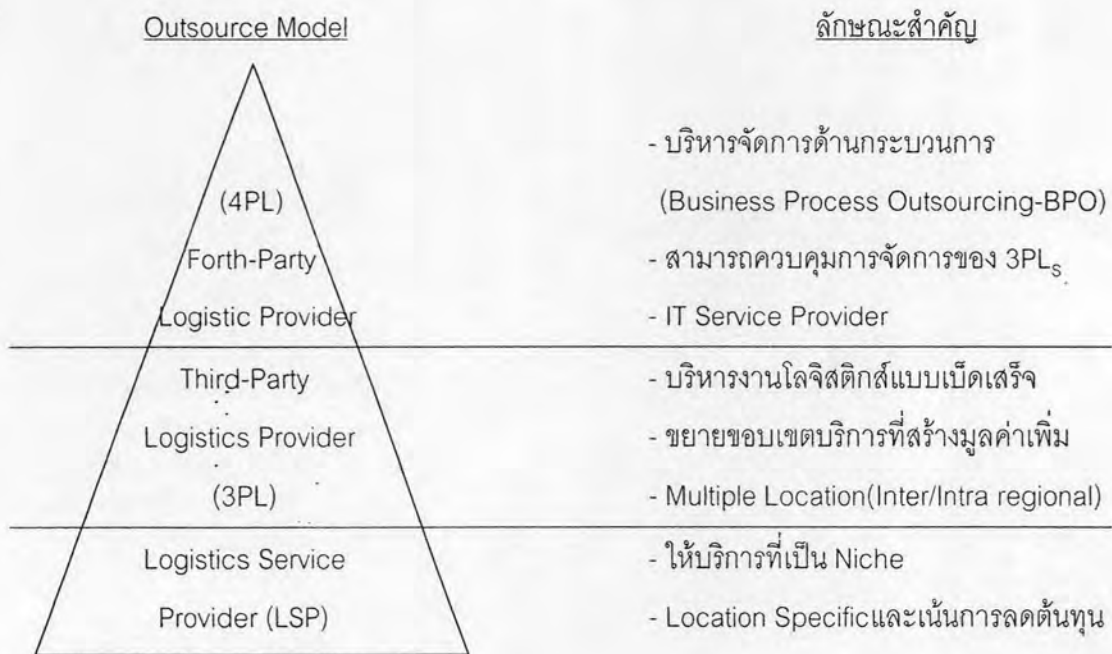 Outsource Model
ลักษณะสำคัญ
- บริหารจัดการด้านกระบวนการ
(4PL)
(Business Process Outsourcing-BPO)
Forth-Party
- สามารถควบคุมการจัดการของ 3PLs
Logistic Provider
- IT Service Provider
Third-Party
- บริหารงานโลจิสติกส์แบบเบ็ดเสร็จ
Logistics Provider
- ขยายขอบเขตบริการที่สร้างมูลค่าเพิ่ม
(3PL)
- Multiple Location(Inter/Intra regional)
Logistics Service
- ให้บริการที่เป็น Niche
Provider (LSP)
- Location Specificและเน้นการลดต้นทุน